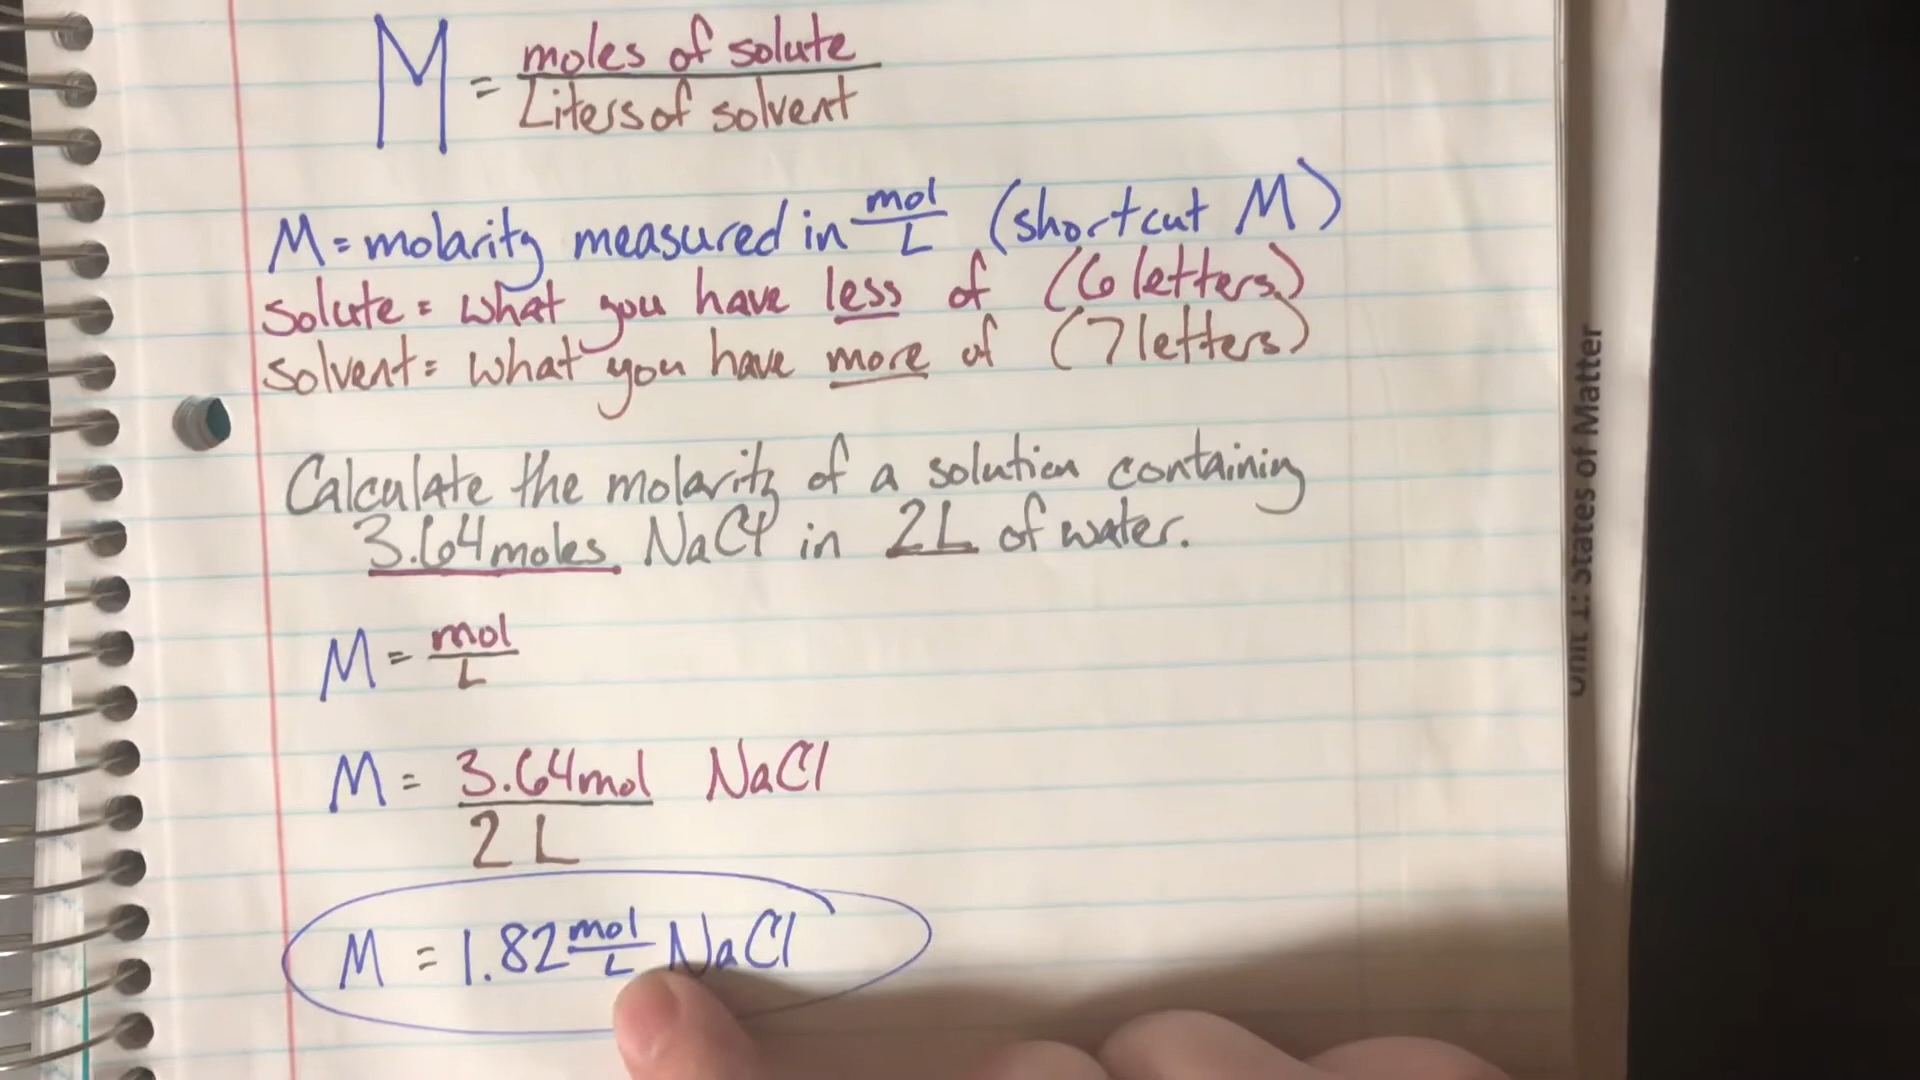 M = moles of solute
Liters of solvent
M = molarity measured in mol/L (shortcut M)
solute = what you have less of (6 letters)
solvent = what you have more of (7 letters)
Calculate the molarity of a solution containing
3.64 moles NaCl in 2L of water.
M = mol/L
M = 3.64 mol NaCl
2 L
M = 1.82 mol/L NaCl
Unit 1: States of Matter